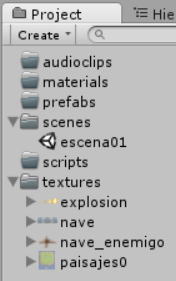 Project
Hie
Create
audioclips
materials
prefabs
scenes
escena01
scripts
textures
explosion
nave
nave_enemigo
paisajes0